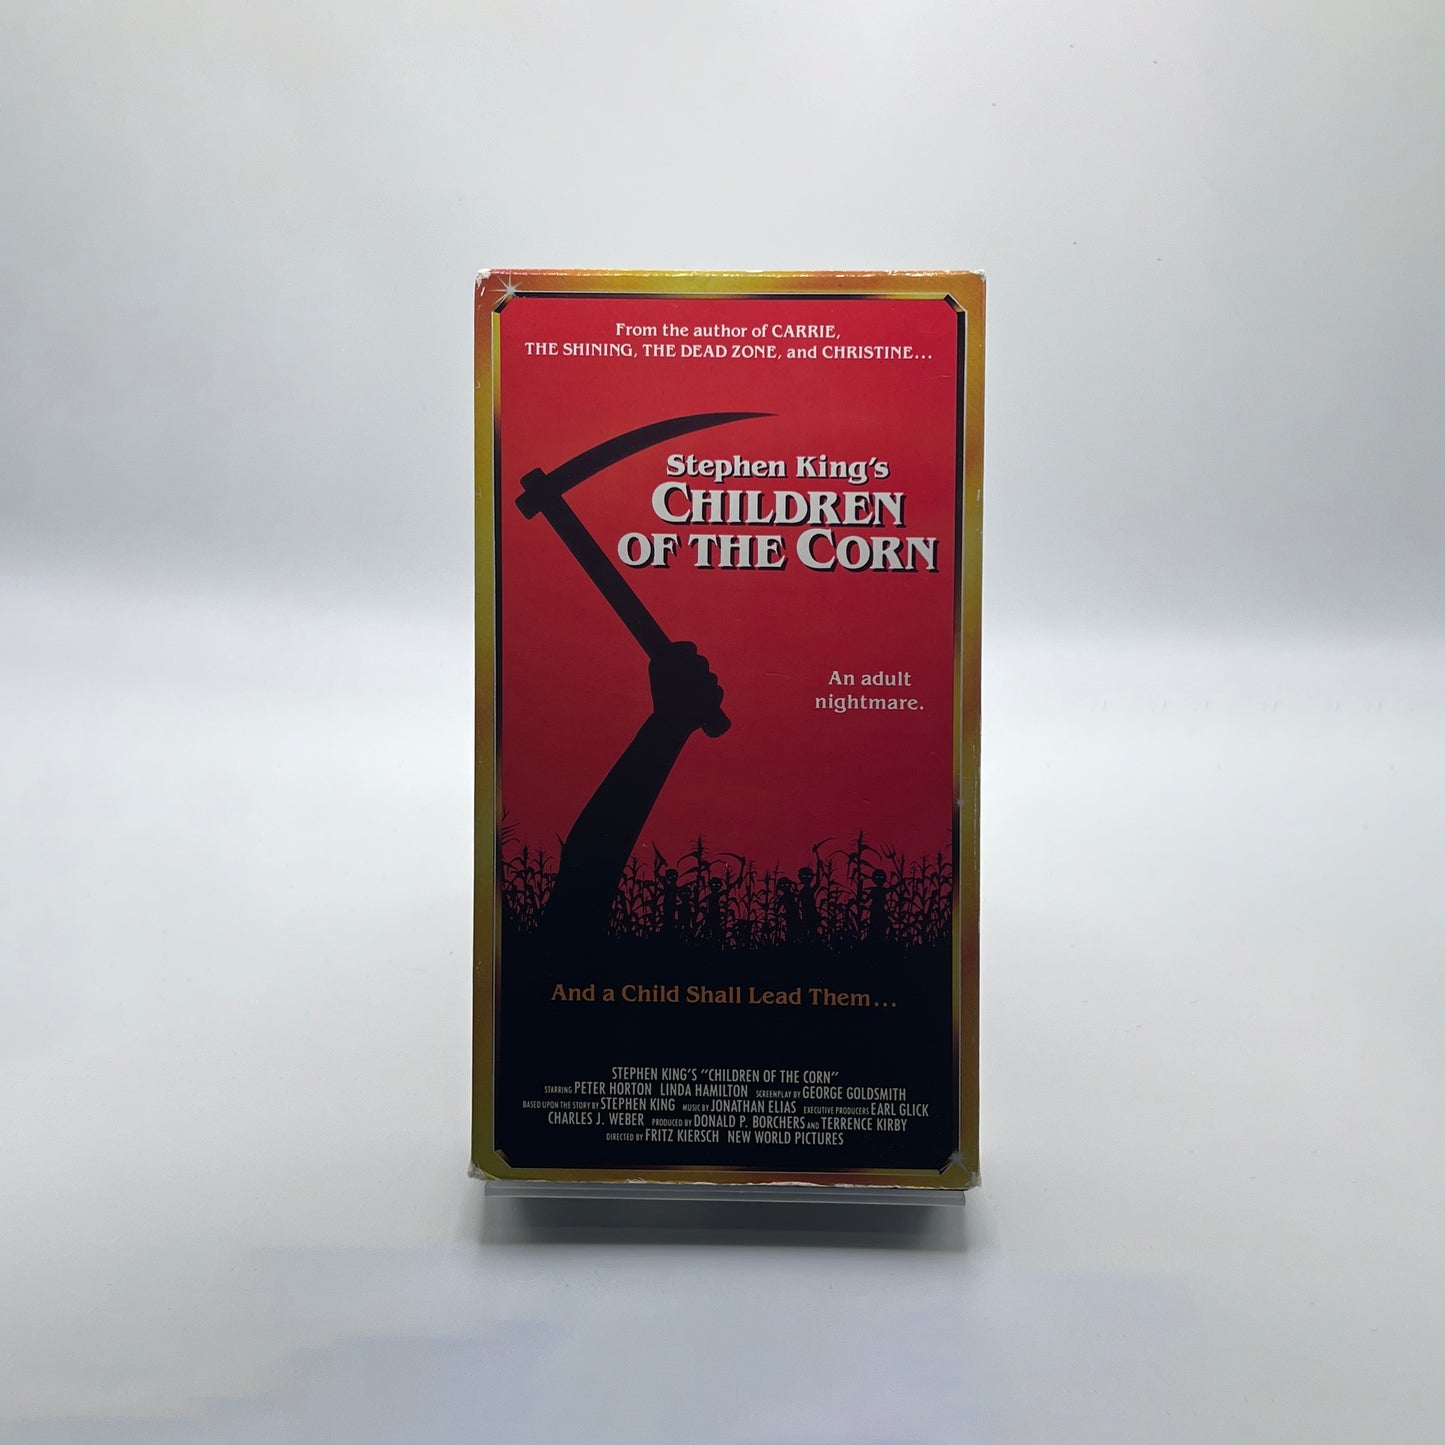 From the author of CARRIE,
THE SHINING, THE DEAD ZONE, and CHRISTINE...
Stephen King's
CHILDREN
OF THE CORN
An adult
nightmare.
And a Child Shall Lead Them...
STEPHEN KING'S "CHILDREN OF THE CORN"
STARRING PETER HORTON LINDA HAMILTON SCREENPLAY BY GEORGE GOLDSMITH
BASED UPON THE STORY BY STEPHEN KING MUSIC BY JONATHAN ELIAS EXECUTIVE PRODUCERS EARL GLICK
CHARLES J. WEBER PRODUCED BY DONALD P. BORCHERS AND TERRENCE KIRBY
DIRECTED BY FRITZ KIERSCH NEW WORLD PICTURES